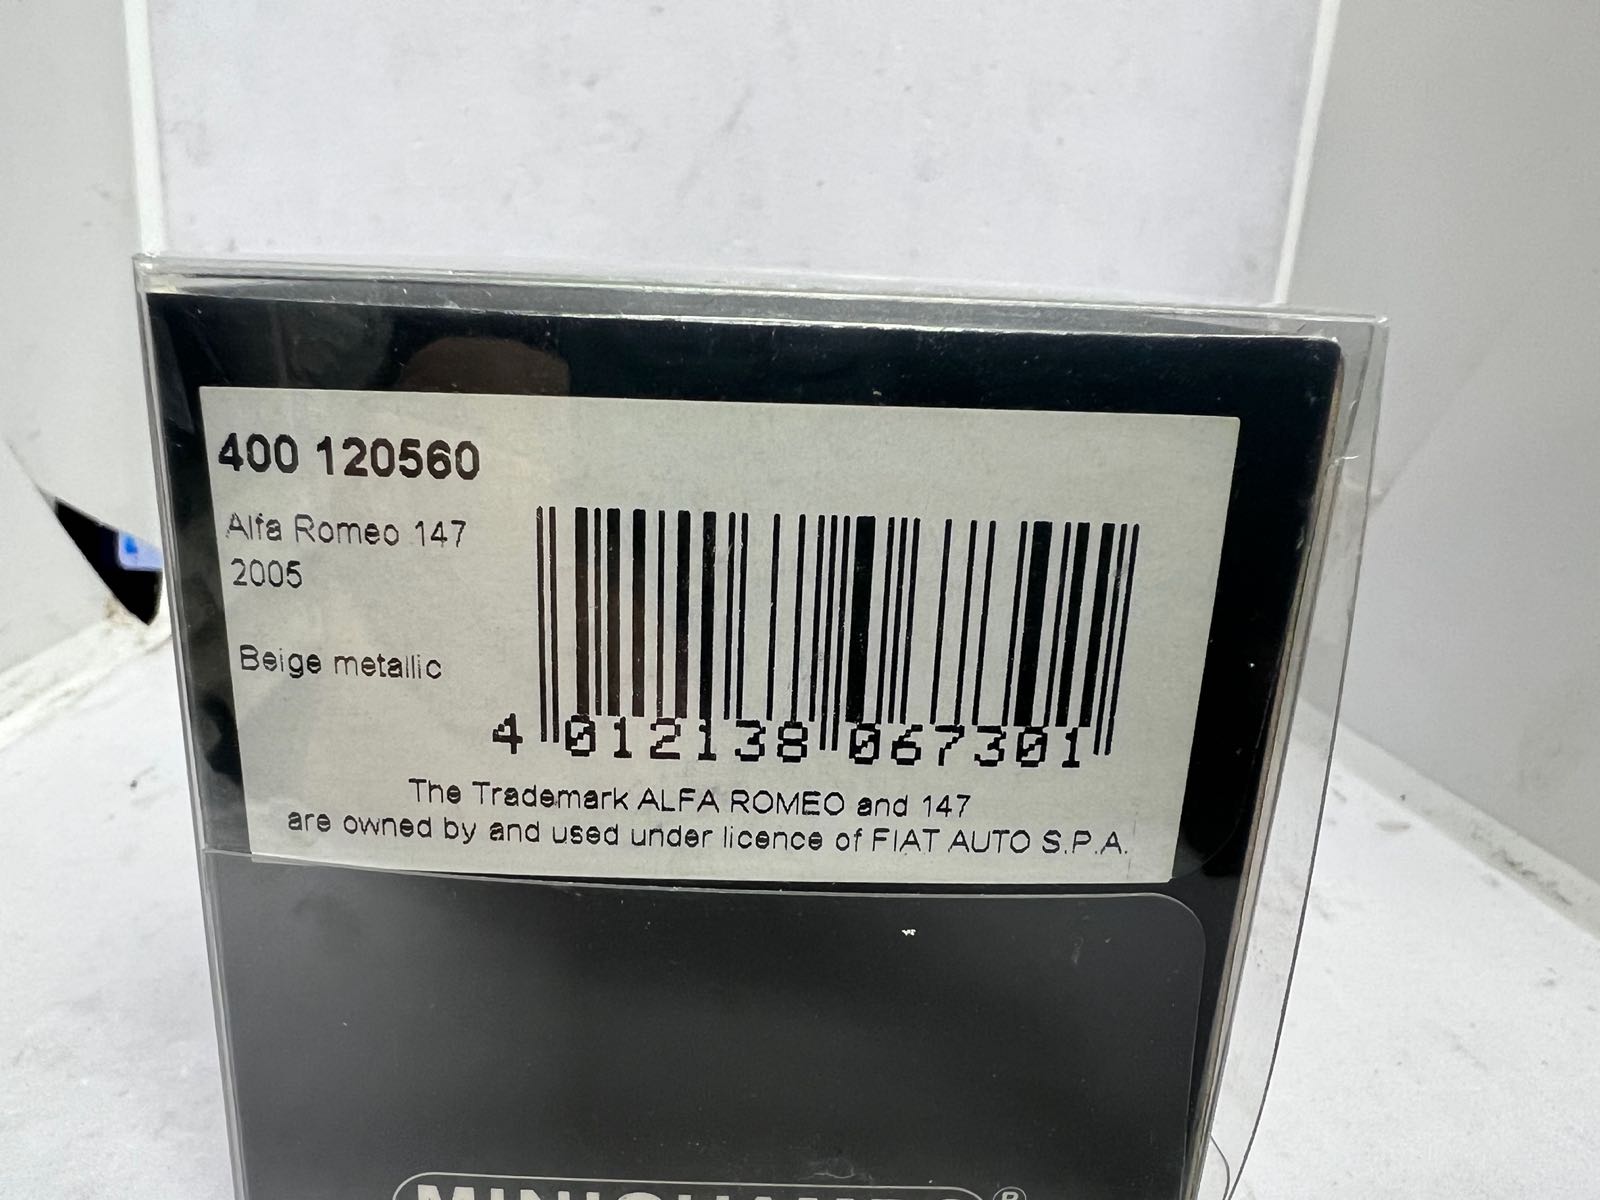 400 120560
Alfa Romeo 147
2005
Beige metallic
4 012138 067301
The Trademark ALFA ROMEO and 147
are owned by and used under licence of FIAT AUTO S.P.A.
MINICHAMPS®